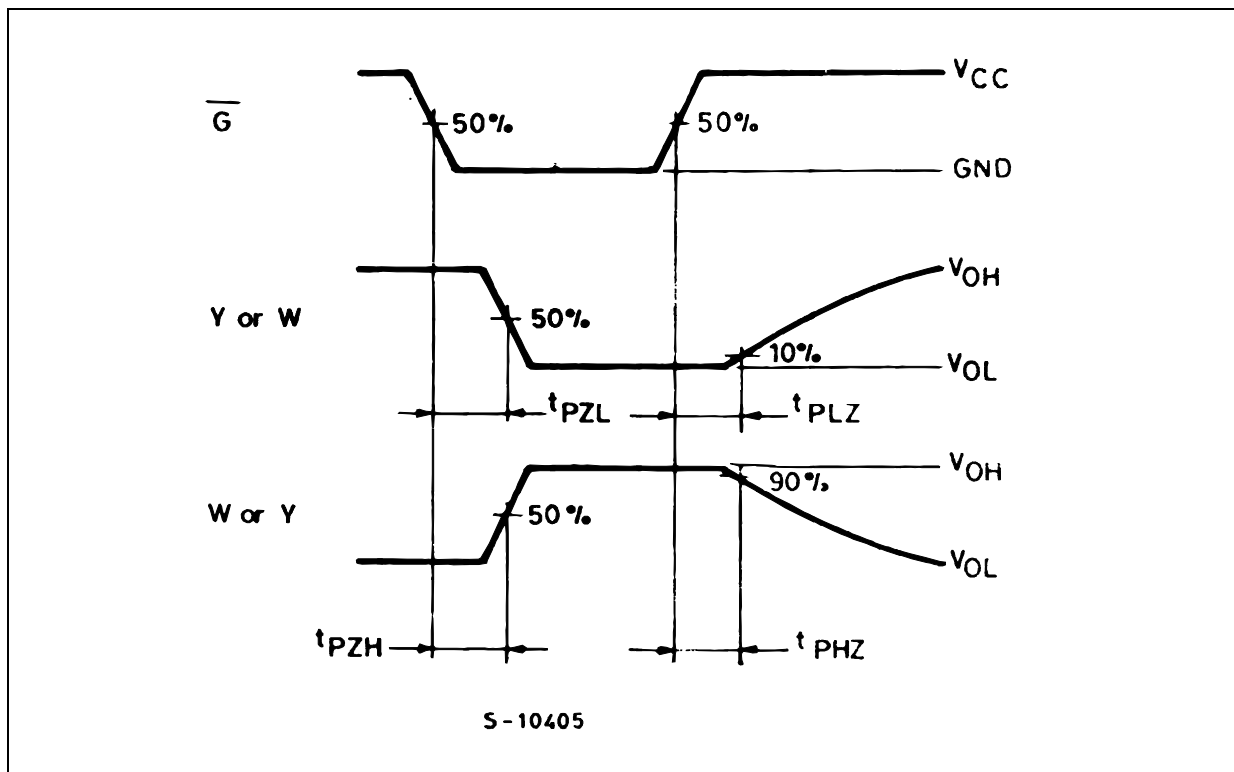 VCC
G
50%
50%
GND
VOH
Y or W
50%
10%
VOL
tPZL
tPLZ
VOH
90%
W or Y
50%
VOL
tPZH
tPHZ
S-10405